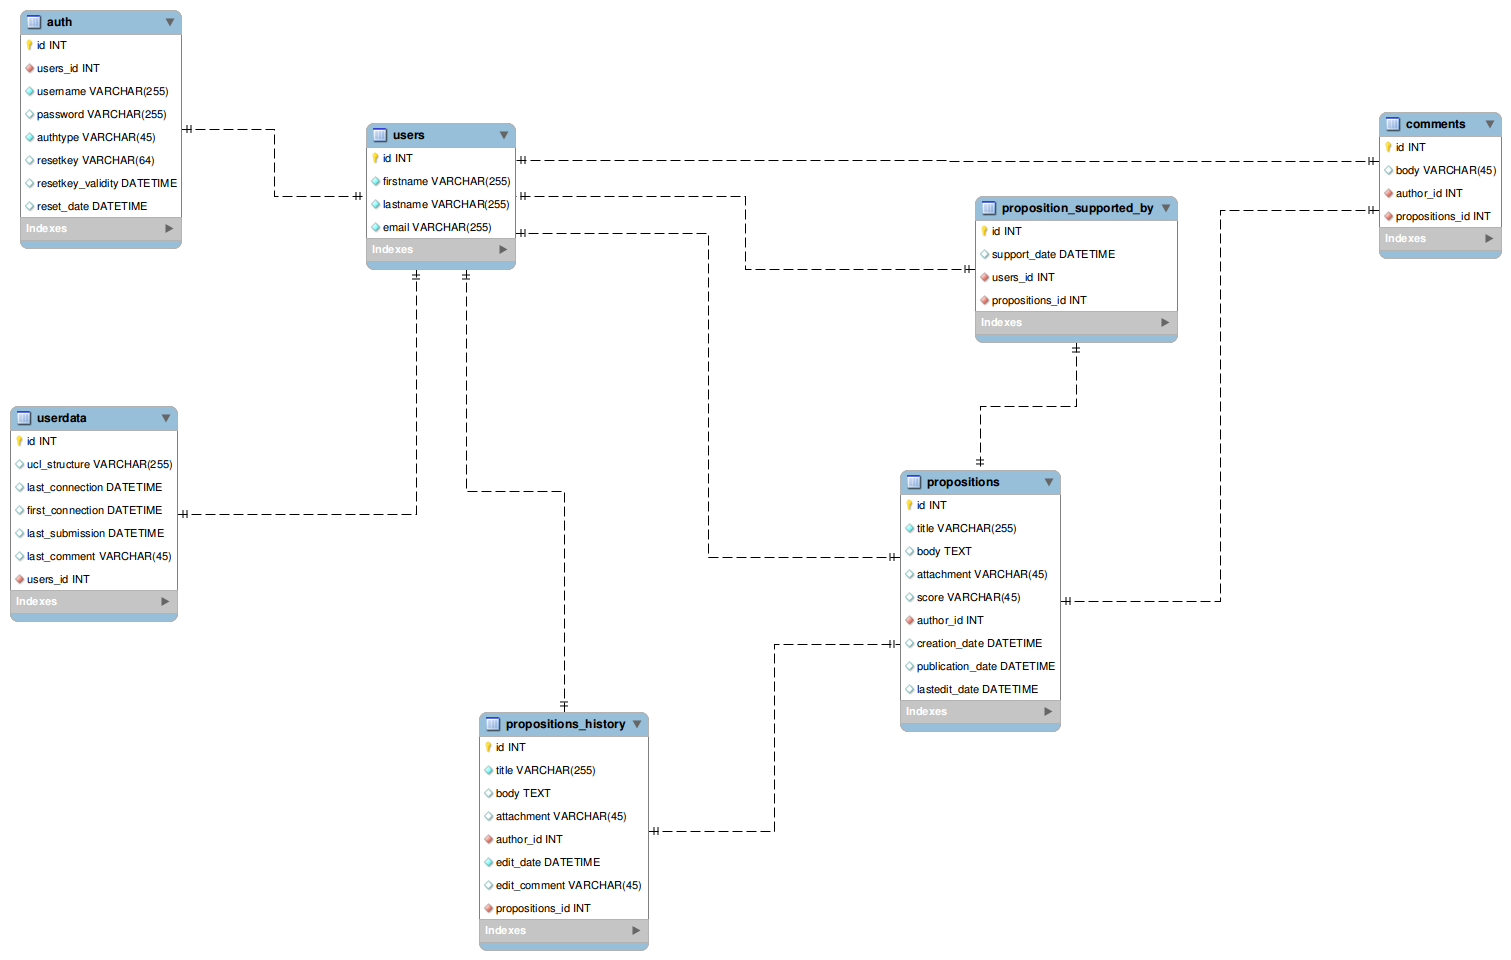 auth
id INT
users_id INT
username VARCHAR(255)
password VARCHAR(255)
authtype VARCHAR(45)
resetkey VARCHAR(64)
resetkey_validity DATETIME
reset_date DATETIME
Indexes
users
id INT
firstname VARCHAR(255)
lastname VARCHAR(255)
email VARCHAR(255)
Indexes
comments
id INT
body VARCHAR(45)
author_id INT
propositions_id INT
Indexes
proposition_supported_by
id INT
support_date DATETIME
users_id INT
propositions_id INT
Indexes
userdata
id INT
ucl_structure VARCHAR(255)
last_connection DATETIME
first_connection DATETIME
last_submission DATETIME
last_comment VARCHAR(45)
users_id INT
Indexes
propositions
id INT
title VARCHAR(255)
body TEXT
attachment VARCHAR(45)
score VARCHAR(45)
author_id INT
creation_date DATETIME
publication_date DATETIME
lastedit_date DATETIME
Indexes
propositions_history
id INT
title VARCHAR(255)
body TEXT
attachment VARCHAR(45)
author_id INT
edit_date DATETIME
edit_comment VARCHAR(45)
propositions_id INT
Indexes